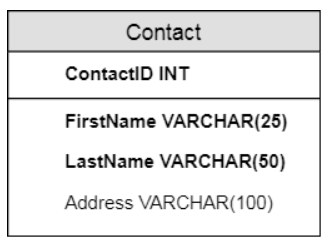 Contact
ContactID INT
FirstName VARCHAR(25)
LastName VARCHAR(50)
Address VARCHAR(100)